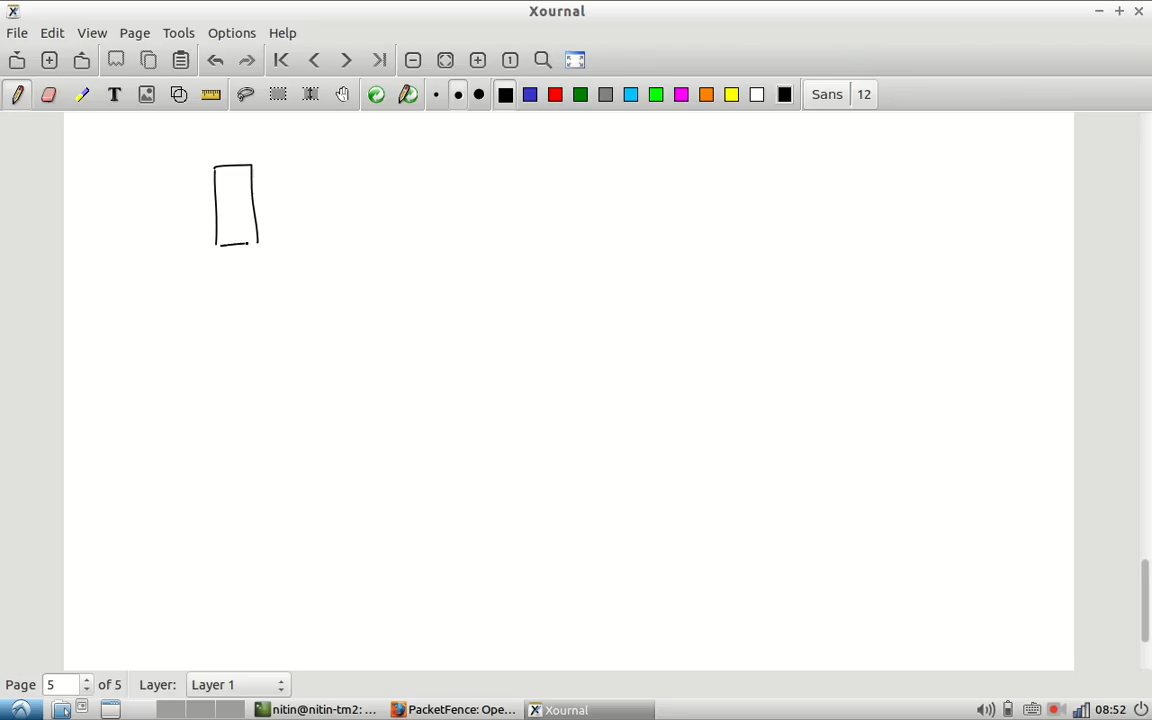 Xournal
File Edit View Page Tools Options Help
Sans 12
Page 5 of 5 Layer: Layer 1
nitin@nitin-tm2: ... PacketFence: Ope... Xournal 08:52